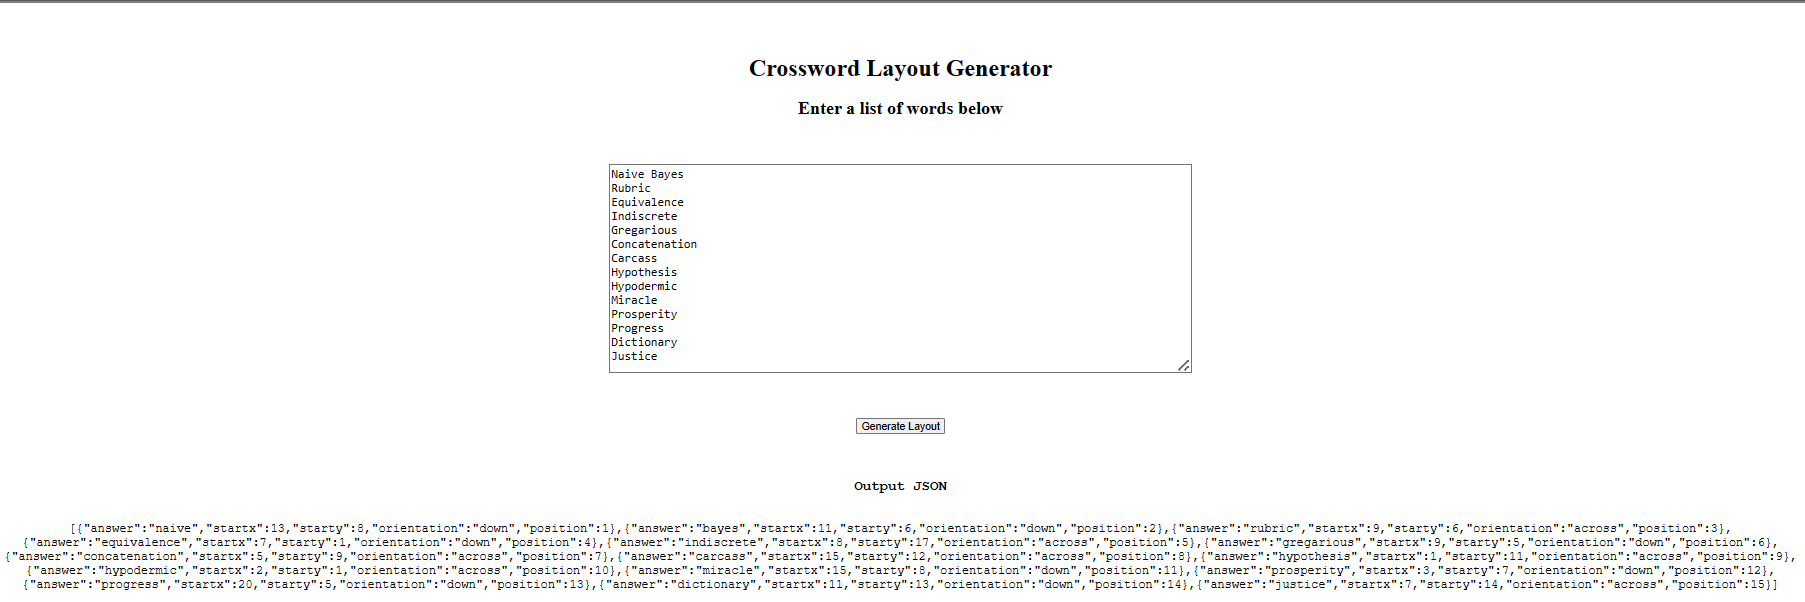 Crossword Layout Generator
Enter a list of words below
Naive Bayes
Rubric
Equivalence
Indiscrete
Gregarious
Concatenation
Carcass
Hypothesis
Hypodermic
Miracle
Prosperity
Progress
Dictionary
Justice
Generate Layout
Output JSON
[{"answer":"naive","startx":13,"starty":8,"orientation":"down","position":1},{"answer":"bayes","startx":11,"starty":6,"orientation":"down","position":2},{"answer":"rubric","startx":9,"starty":6,"orientation":"across","position":3},
{"answer":"equivalence","startx":7,"starty":1,"orientation":"down","position":4},{"answer":"indiscrete","startx":8,"starty":17,"orientation":"across","position":5},{"answer":"gregarious","startx":9,"starty":5,"orientation":"down","position":6},
{"answer":"concatenation","startx":5,"starty":9,"orientation":"across","position":7},{"answer":"carcass","startx":15,"starty":12,"orientation":"across","position":8},{"answer":"hypothesis","startx":1,"starty":11,"orientation":"across","position":9},
{"answer":"hypodermic","startx":2,"starty":1,"orientation":"across","position":10},{"answer":"miracle","startx":15,"starty":8,"orientation":"down","position":11},{"answer":"prosperity","startx":3,"starty":7,"orientation":"down","position":12},
{"answer":"progress","startx":20,"starty":5,"orientation":"down","position":13},{"answer":"dictionary","startx":11,"starty":13,"orientation":"down","position":14},{"answer":"justice","startx":7,"starty":14,"orientation":"across","position":15}]